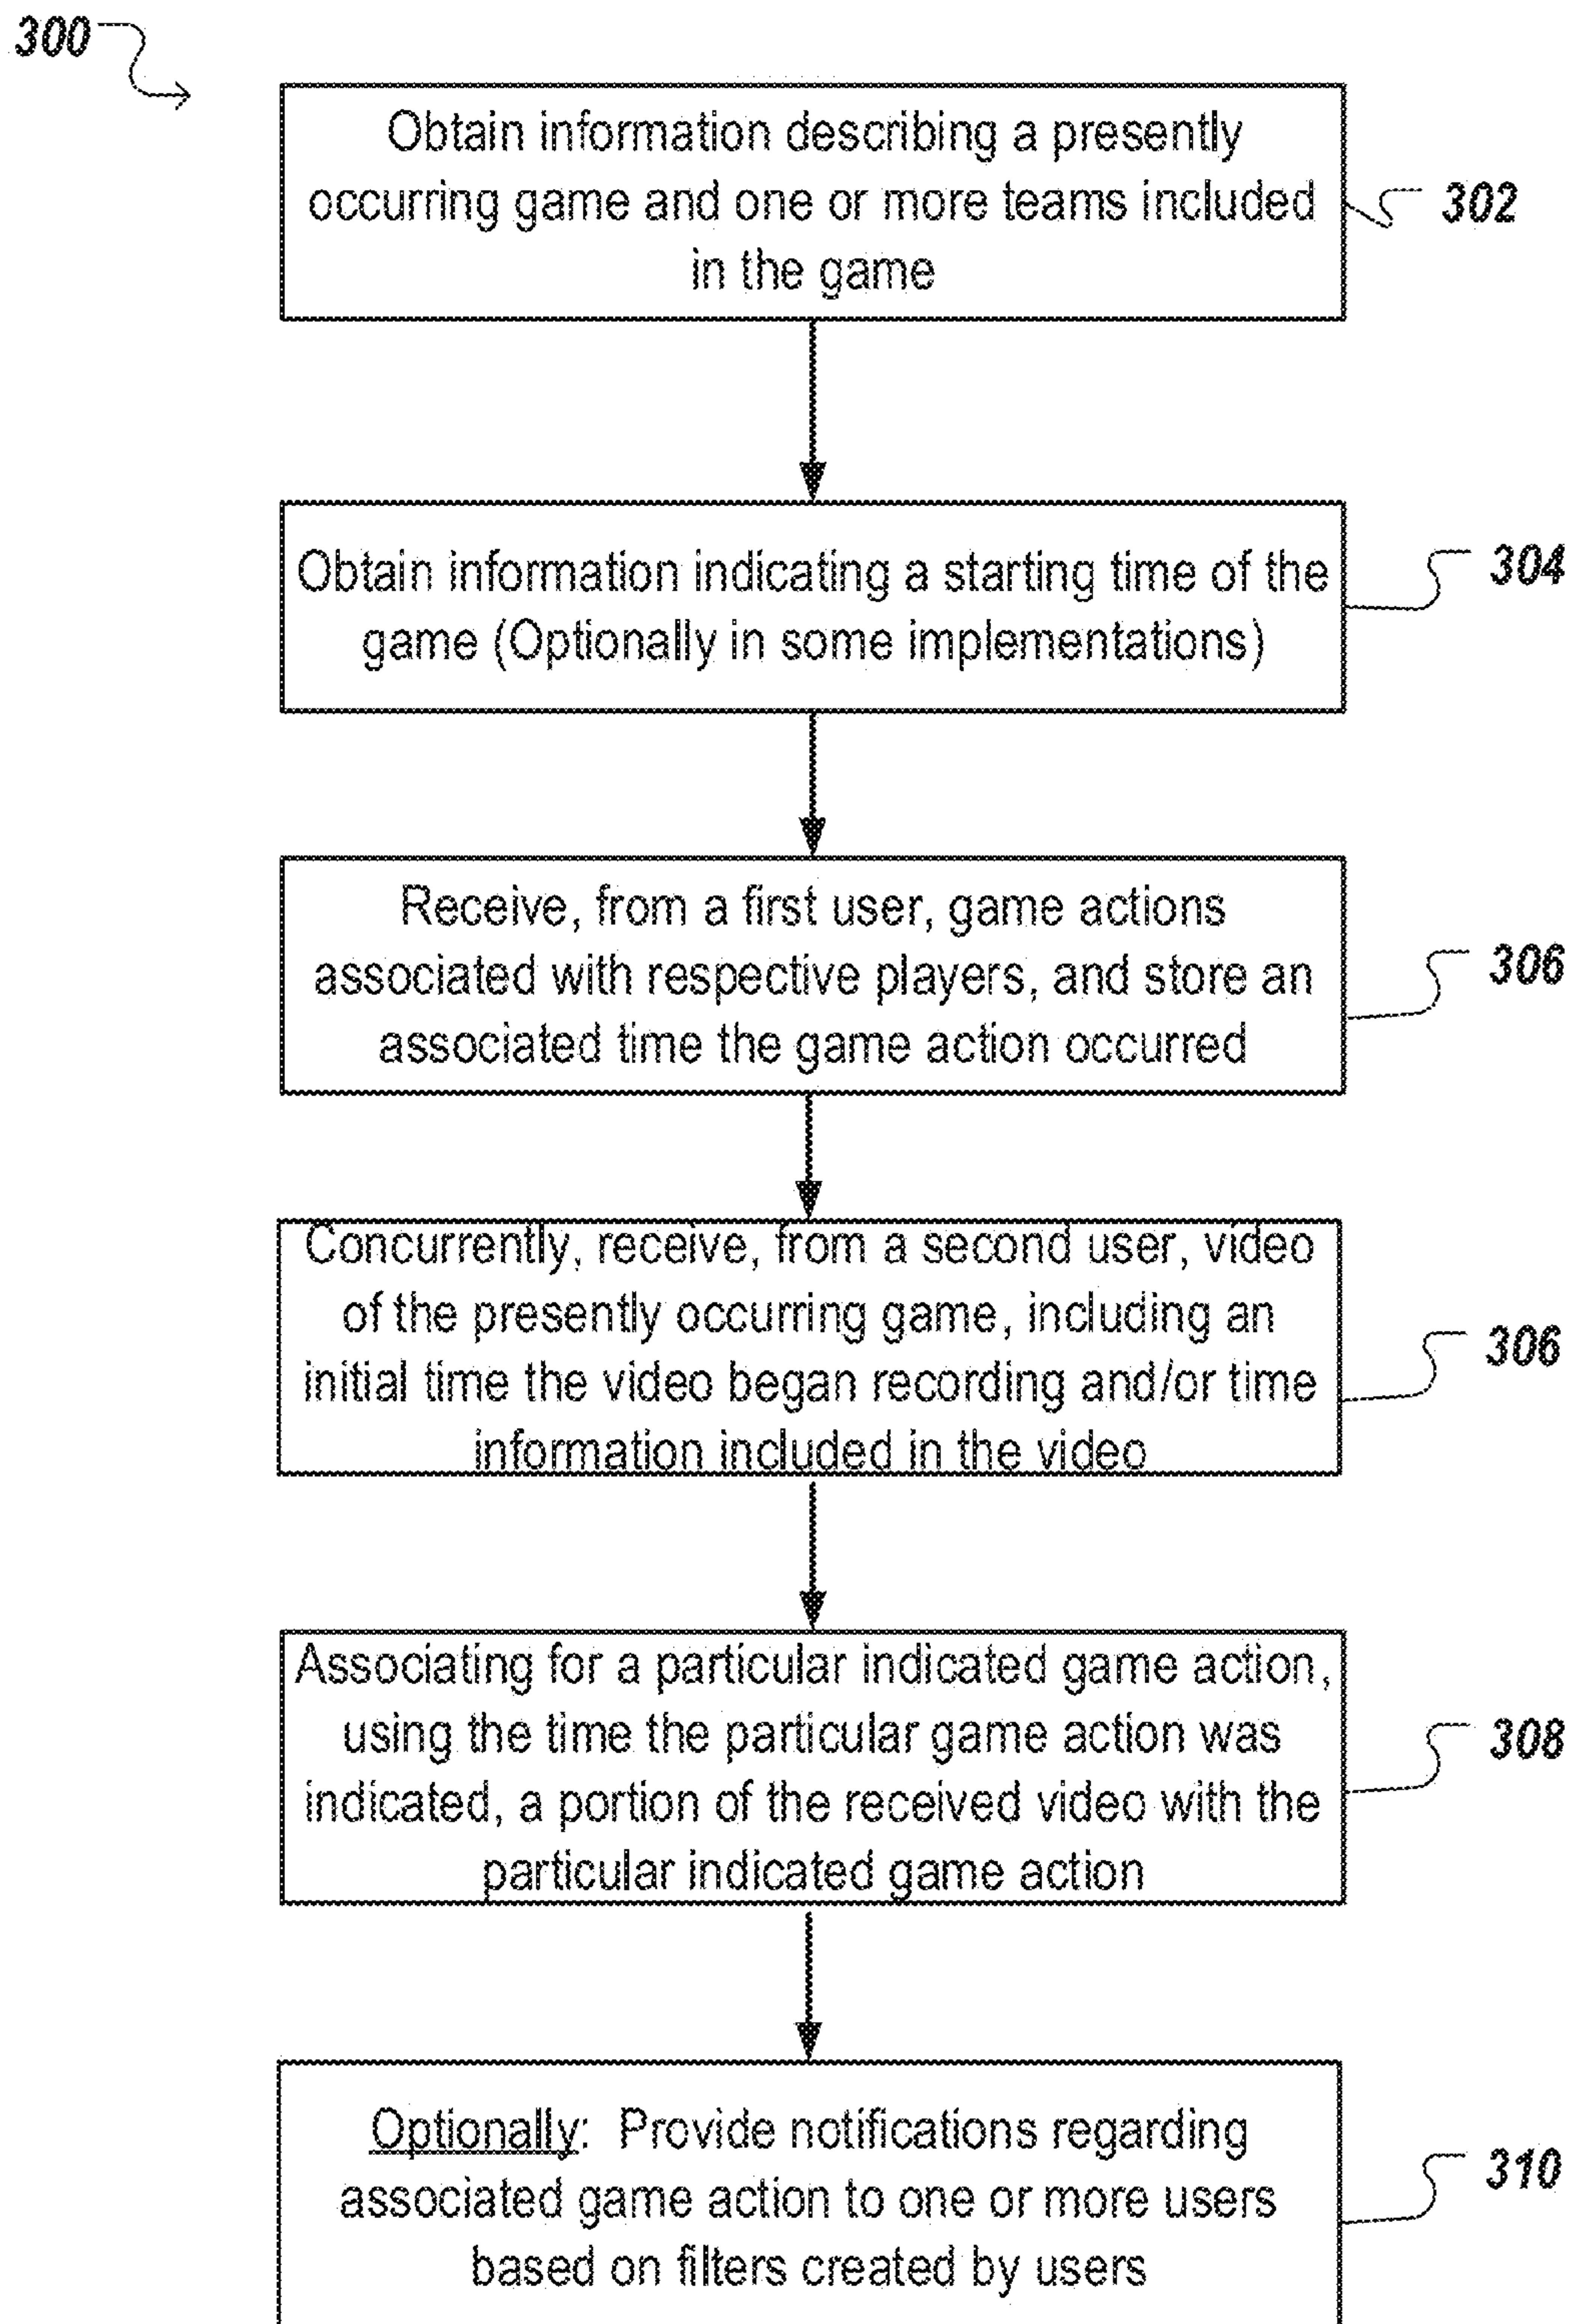 300
Obtain information describing a presently
occurring game and one or more teams included
in the game
302
Obtain information indicating a starting time of the
game (Optionally in some implementations)
304
Receive, from a first user, game actions
associated with respective players, and store an
associated time the game action occurred
306
Concurrently, receive, from a second user, video
of the presently occurring game, including an
initial time the video began recording and/or time
information included in the video
306
Associating for a particular indicated game action,
using the time the particular game action was
indicated, a portion of the received video with the
particular indicated game action
308
Optionally: Provide notifications regarding
associated game action to one or more users
based on filters created by users
310